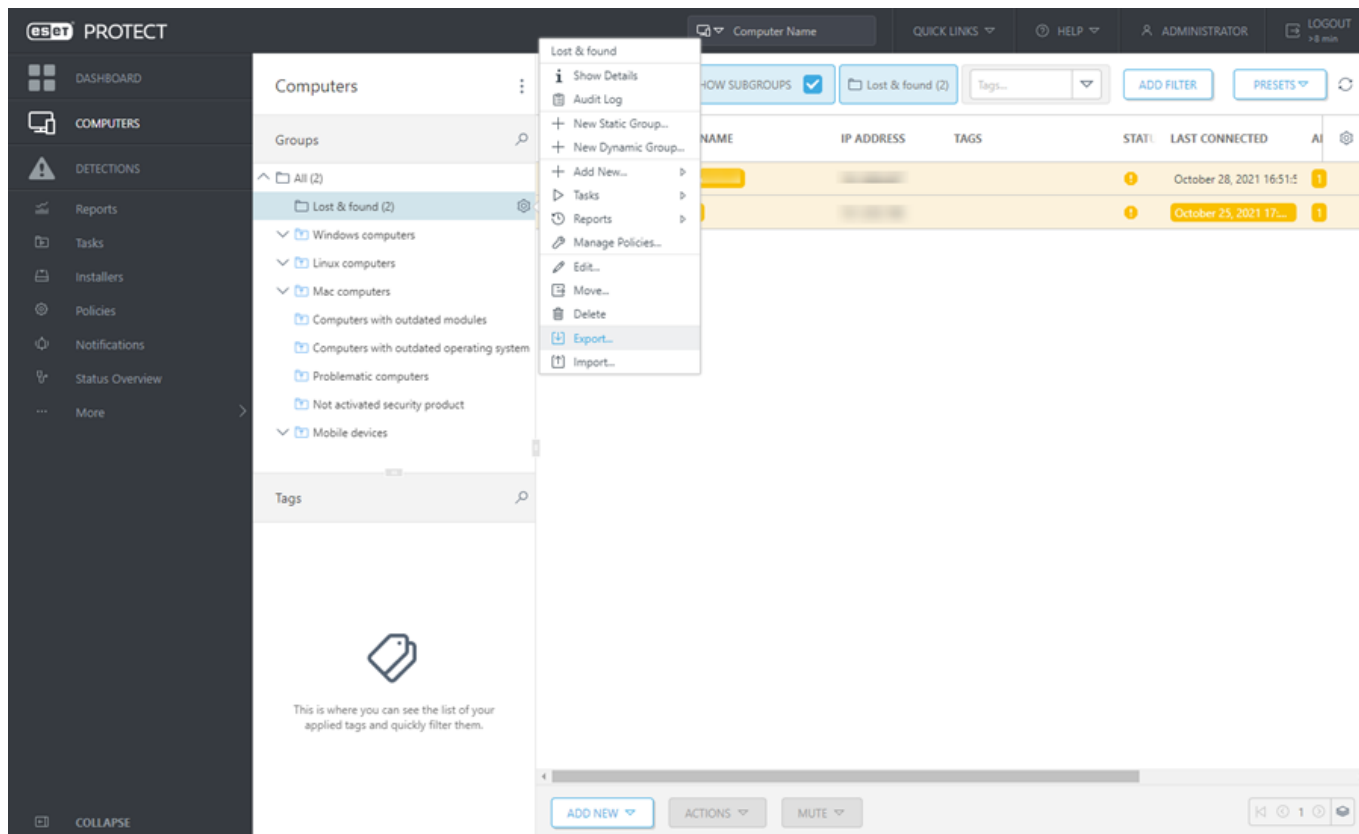 eset PROTECT
Computer Name
QUICK LINKS
HELP
ADMINISTRATOR
LOGOUT
>8 min
DASHBOARD
COMPUTERS
DETECTIONS
Reports
Tasks
Installers
Policies
Notifications
Status Overview
More
COLLAPSE
Computers
Groups
All (2)
Lost & found (2)
Windows computers
Linux computers
Mac computers
Computers with outdated modules
Computers with outdated operating system
Problematic computers
Not activated security product
Mobile devices
Tags
This is where you can see the list of your
applied tags and quickly filter them.
Lost & found
Show Details
Audit Log
New Static Group...
New Dynamic Group...
Add New...
Tasks
Reports
Manage Policies...
Edit...
Move...
Delete
Export...
Import...
HOW SUBGROUPS
Lost & found (2)
Tags...
ADD FILTER
PRESETS
NAME IP ADDRESS TAGS STATU LAST CONNECTED Al
October 28, 2021 16:51:5 1
October 25, 2021 17:... 1
ADD NEW
ACTIONS
MUTE
1